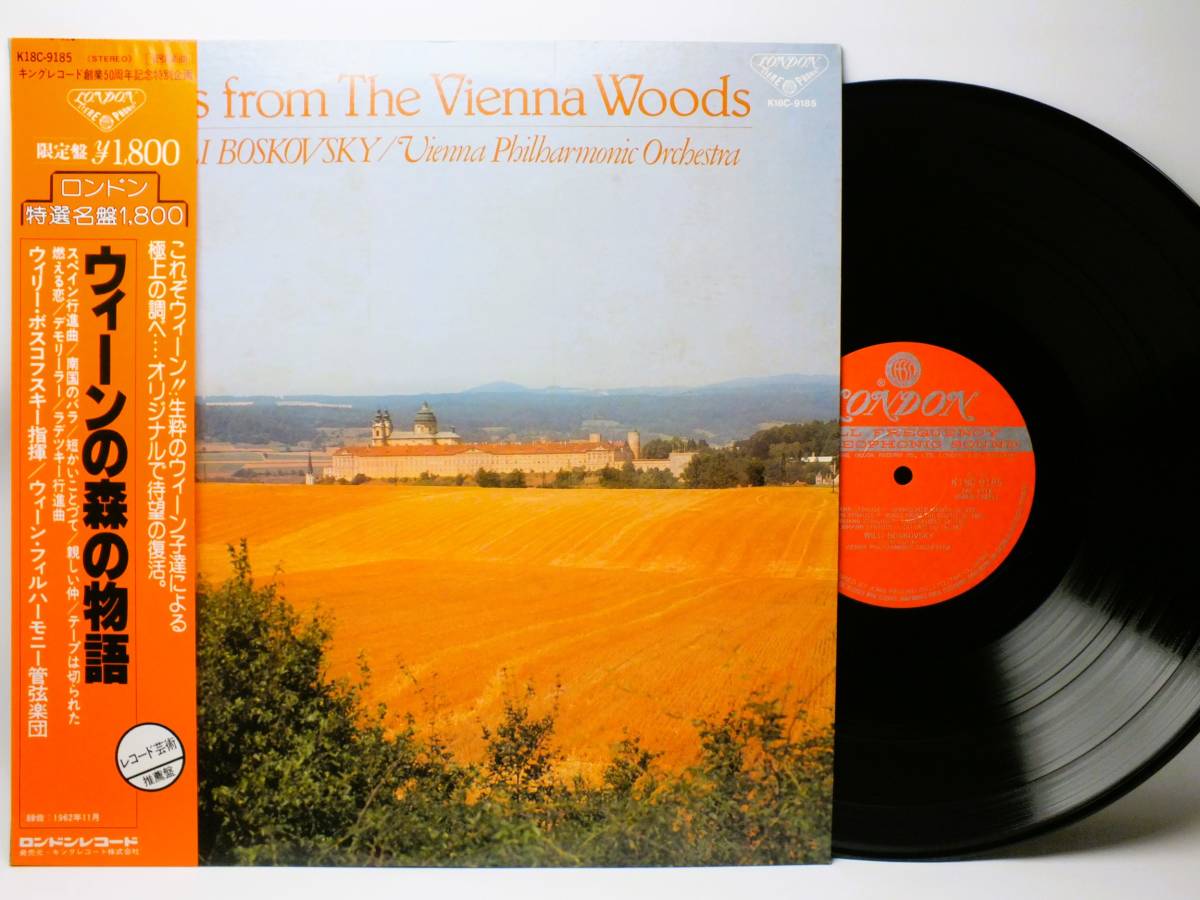 K18C-9185 (STEREO)
キングレコード創業50周年記念特別企画
LONDON
限定盤 ¥1,800
ロンドン
特選名盤1,800
これぞウィーン!!生粋のウィーン子達による
極上の調べ‥‥オリジナルで待望の復活。
ウィーンの森の物語
スペイン行進曲/南国のバラ/短かいことづて/親しい仲/テープは切られた
燃える恋/デモリーラー/ラデツキー行進曲
ウィリー・ボスコフスキー指揮/ウィーン・フィルハーモニー管弦楽団
レコード芸術
推薦盤
録音:1962年11月
ロンドンレコード
発売元・キングレコード株式会社
s from The Vienna Woods
LI BOSKOVSKY/Vienna Philharmonic Orchestra
LONDON
K18C-9185
LONDON
K18C-9185
WILLI BOSKOVSKY
VIENNA PHILHARMONIC ORCHESTRA